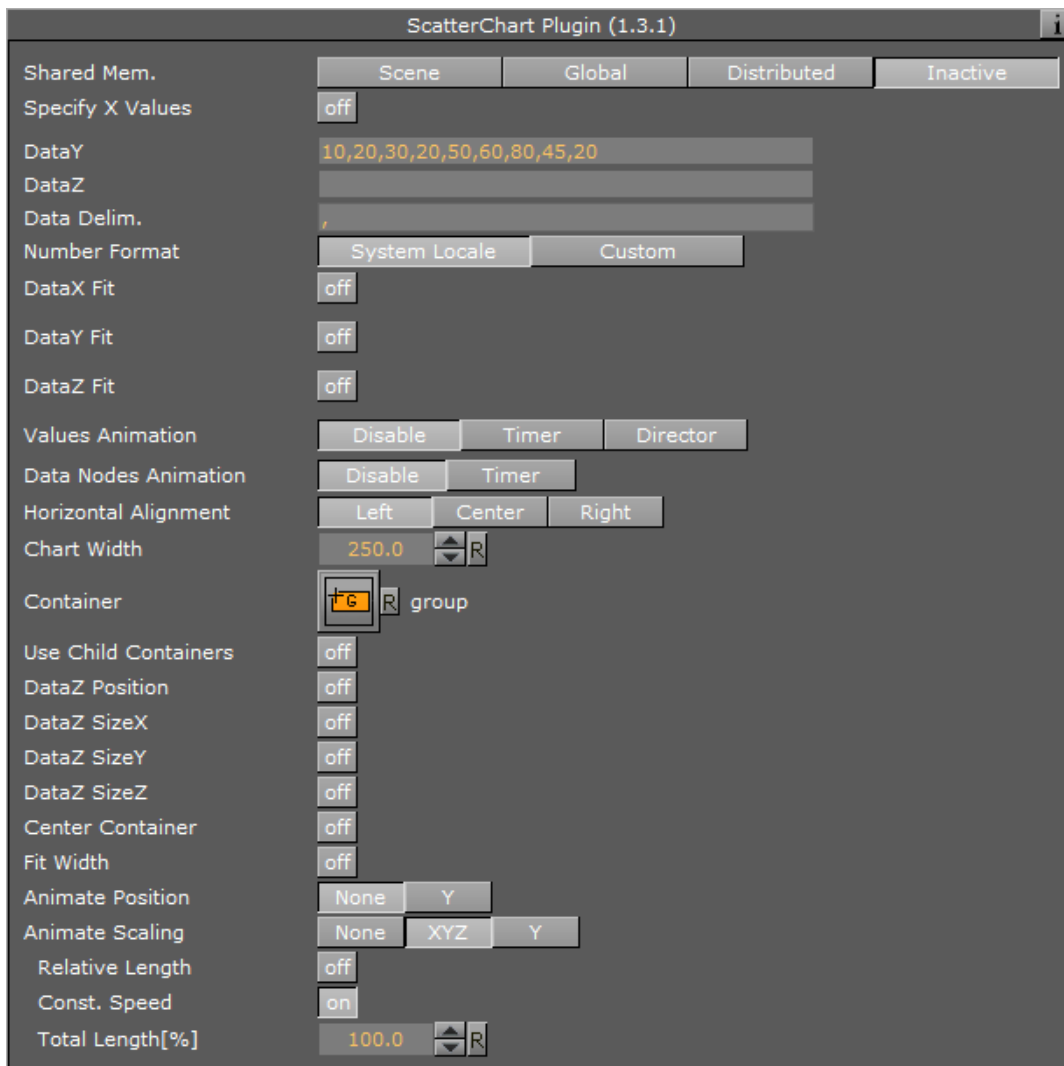 ScatterChart Plugin (1.3.1) i
Shared Mem. Scene Global Distributed Inactive
Specify X Values off
DataY 10,20,30,20,50,60,80,45,20
DataZ
Data Delim. ,
Number Format System Locale Custom
DataX Fit off
DataY Fit off
DataZ Fit off
Values Animation Disable Timer Director
Data Nodes Animation Disable Timer
Horizontal Alignment Left Center Right
Chart Width 250.0 R
Container G R group
Use Child Containers off
DataZ Position off
DataZ SizeX off
DataZ SizeY off
DataZ SizeZ off
Center Container off
Fit Width off
Animate Position None Y
Animate Scaling None XYZ Y
Relative Length off
Const. Speed on
Total Length[%] 100.0 R